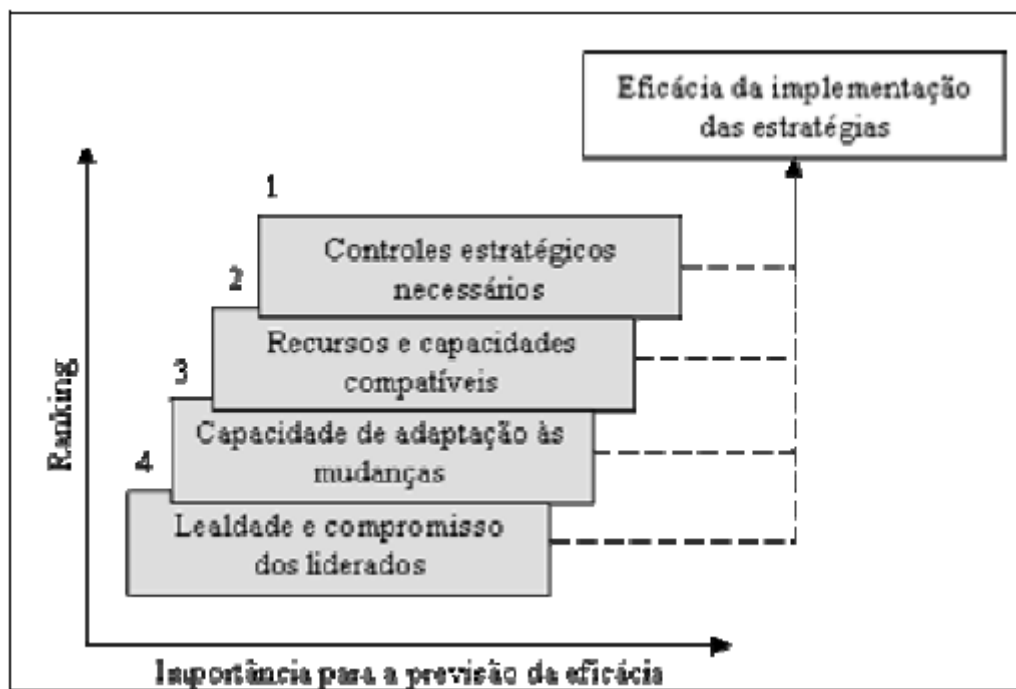 Eficácia da implementação
das estratégias
1
Controles estratégicos
necessários
2
Recursos e capacidades
compatíveis
3
Capacidade de adaptação às
mudanças
4
Lealdade e compromisso
dos liderados
Ranking
Importância para a previsão da eficácia